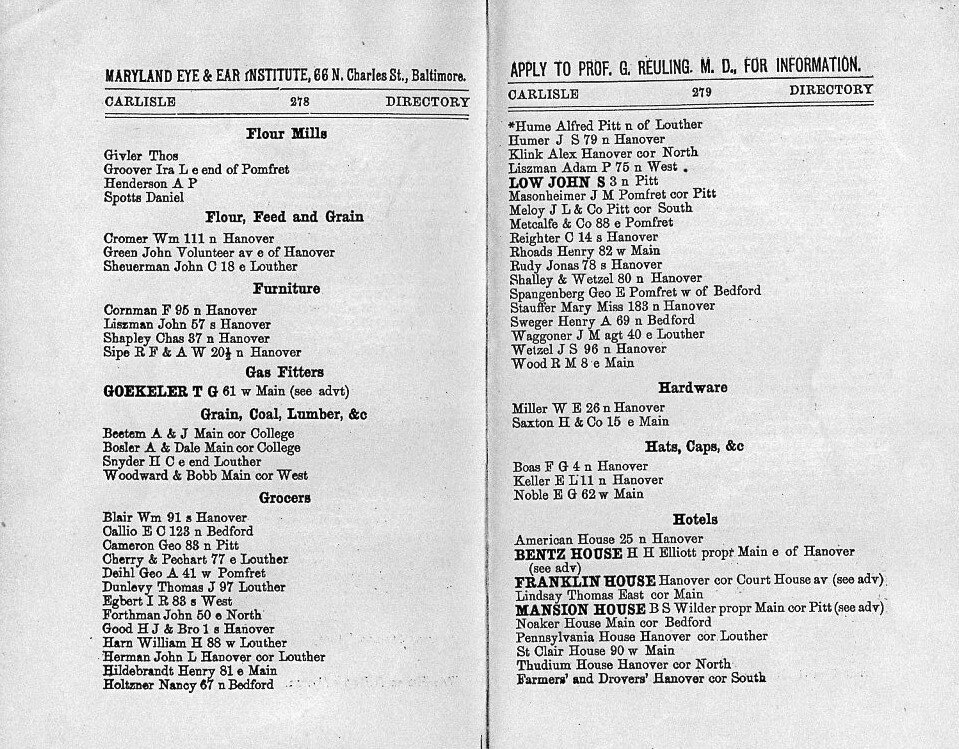 MARYLAND EYE & EAR INSTITUTE, 66 N. Charles St., Baltimore.
CARLISLE 278 DIRECTORY
Flour Mills
Givler Thos
Groover Ira L e end of Pomfret
Henderson A P
Spotts Daniel
Flour, Feed and Grain
Cromer Wm 111 n Hanover
Green John Volunteer av e of Hanover
Sheuerman John C 18 e Louther
Furniture
Cornman F 95 n Hanover
Liszman John 57 s Hanover
Shapley Chas 37 n Hanover
Sipe R F & A W 20½ n Hanover
Gas Fitters
GOEKELER T G 61 w Main (see advt)
Grain, Coal, Lumber, &c
Beetem A & J Main cor College
Bosler A & Dale Main cor College
Snyder H C e end Louther
Woodward & Bobb Main cor West
Grocers
Blair Wm 91 s Hanover
Callio E C 123 n Bedford
Cameron Geo 88 n Pitt
Cherry & Pechart 77 e Louther
Deihl Geo A 41 w Pomfret
Dunlevy Thomas J 97 Louther
Egbert I R 88 s West
Forthman John 50 e North
Good H J & Bro 1 s Hanover
Harn William H 88 w Louther
Herman John L Hanover cor Louther
Hildebrandt Henry 81 e Main
Holtzner Nancy 67 n Bedford
APPLY TO PROF. G. REULING. M. D., FOR INFORMATION.
CARLISLE 279 DIRECTORY
*Hume Alfred Pitt n of Louther
Humer J S 79 n Hanover
Klink Alex Hanover cor North
Liszman Adam P 75 n West
LOW JOHN S 3 n Pitt
Masonheimer J M Pomfret cor Pitt
Meloy J L & Co Pitt cor South
Metcalfe & Co 88 e Pomfret
Reighter C 14 s Hanover
Rhoads Henry 82 w Main
Rudy Jonas 78 s Hanover
Shalley & Wetzel 80 n Hanover
Spangenberg Geo E Pomfret w of Bedford
Stauffer Mary Miss 183 n Hanover
Sweger Henry A 69 n Bedford
Waggoner J M agt 40 e Louther
Wetzel J S 96 n Hanover
Wood R M 8 e Main
Hardware
Miller W E 26 n Hanover
Saxton H & Co 15 e Main
Hats, Caps, &c
Boas F G 4 n Hanover
Keller E L 11 n Hanover
Noble E G 62 w Main
Hotels
American House 25 n Hanover
BENTZ HOUSE H H Elliott propr Main e of Hanover
(see adv)
FRANKLIN HOUSE Hanover cor Court House av (see adv)
Lindsay Thomas East cor Main
MANSION HOUSE B S Wilder propr Main cor Pitt (see adv)
Noaker House Main cor Bedford
Pennsylvania House Hanover cor Louther
St Clair House 90 w Main
Thudium House Hanover cor North
Farmers' and Drovers' Hanover cor South